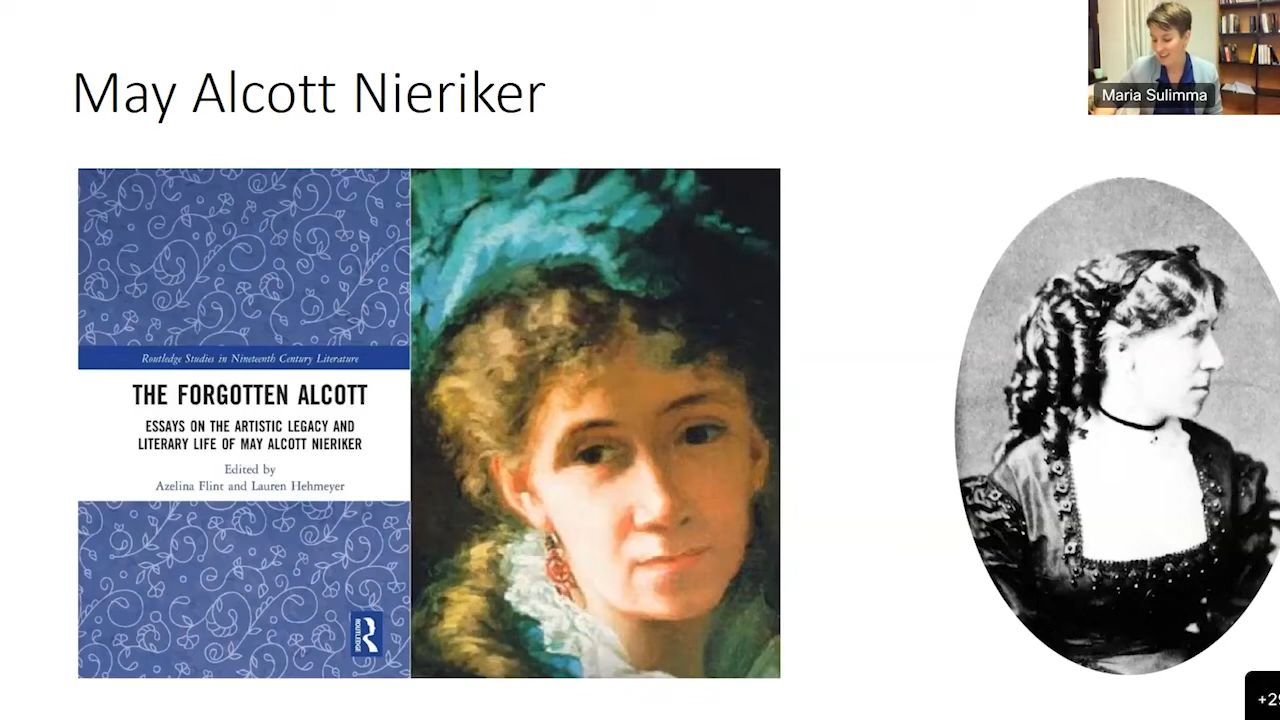 May Alcott Nieriker
Maria Sulimma
Routledge Studies in Nineteenth Century Literature
THE FORGOTTEN ALCOTT
ESSAYS ON THE ARTISTIC LEGACY AND
LITERARY LIFE OF MAY ALCOTT NIERIKER
Edited by
Azelina Flint and Lauren Hehmeyer
ROUTLEDGE